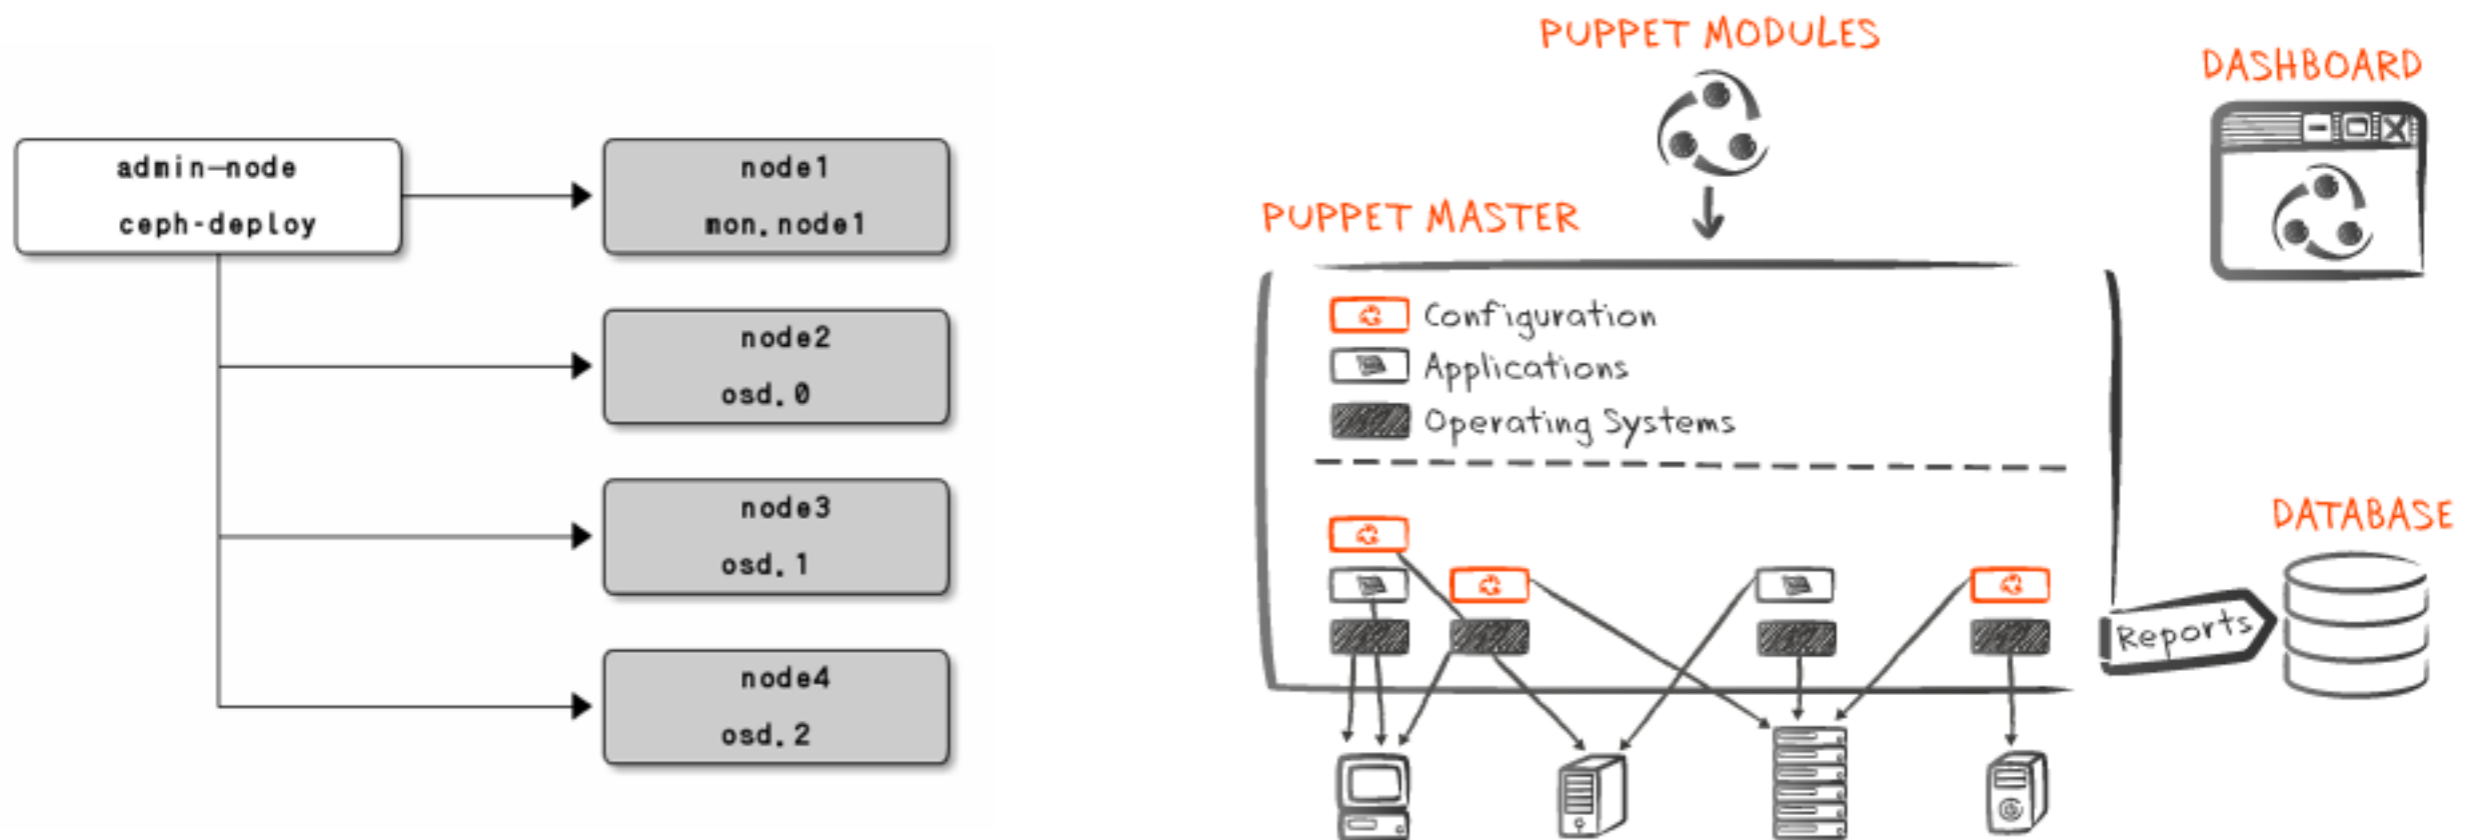 admin-node
ceph-deploy
node1
mon.node1
node2
osd.0
node3
osd.1
node4
osd.2
PUPPET MODULES
DASHBOARD
PUPPET MASTER
Configuration
Applications
Operating Systems
DATABASE
Reports